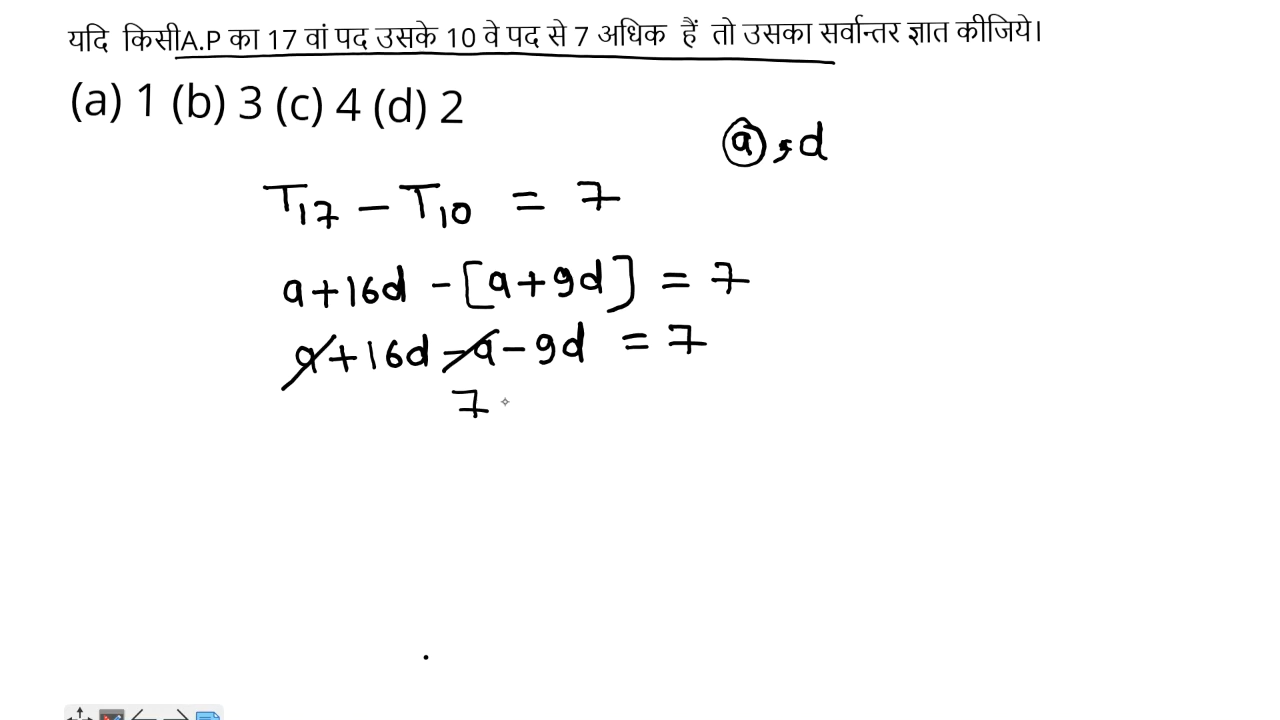 यदि किसीA.P का 17 वां पद उसके 10 वे पद से 7 अधिक हैं तो उसका सर्वान्तर ज्ञात कीजिये।
(a) 1 (b) 3 (c) 4 (d) 2
a, d
T17 - T10 = 7
a+16d - [a+9d] = 7
a+16d-a-9d = 7
7